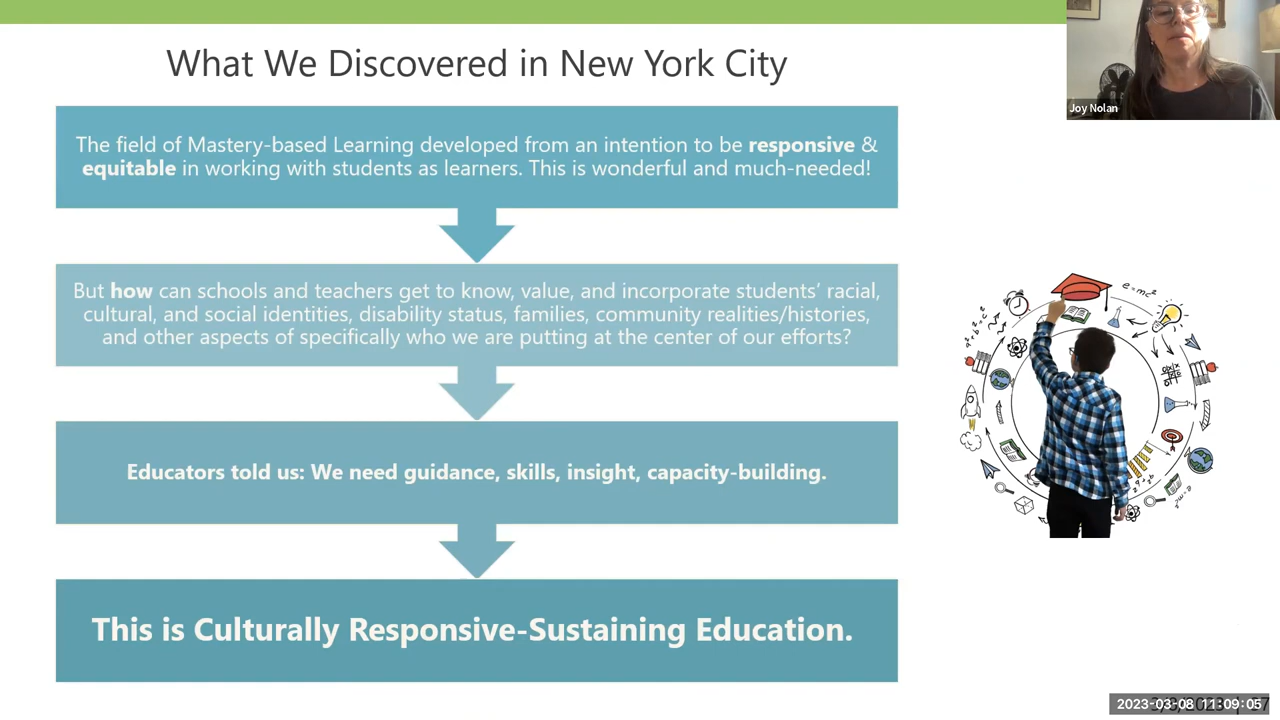 What We Discovered in New York City
Joy Nolan
The field of Mastery-based Learning developed from an intention to be responsive &
equitable in working with students as learners. This is wonderful and much-needed!
But how can schools and teachers get to know, value, and incorporate students’ racial,
cultural, and social identities, disability status, families, community realities/histories,
and other aspects of specifically who we are putting at the center of our efforts?
e=mc²
Educators told us: We need guidance, skills, insight, capacity-building.
This is Culturally Responsive-Sustaining Education.
2023-03-08 11:09:05